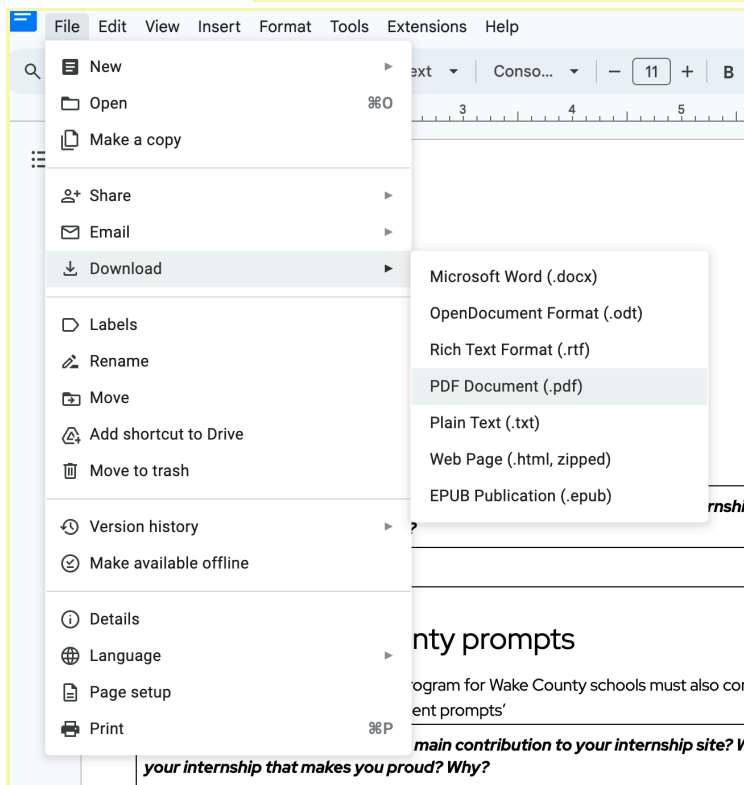 File Edit View Insert Format Tools Extensions Help
New
ext Conso... 11 B
Open ⌘O
3 4 5
Make a copy
Share
Email
Download
Microsoft Word (.docx)
OpenDocument Format (.odt)
Rich Text Format (.rtf)
PDF Document (.pdf)
Plain Text (.txt)
Web Page (.html, zipped)
EPUB Publication (.epub)
Labels
Rename
Move
Add shortcut to Drive
Move to trash
Version history
Make available offline
Details
Language
Page setup
Print ⌘P
?
nty prompts
ogram for Wake County schools must also
ent prompts’
main contribution to your internship site?
your internship that makes you proud? Why?